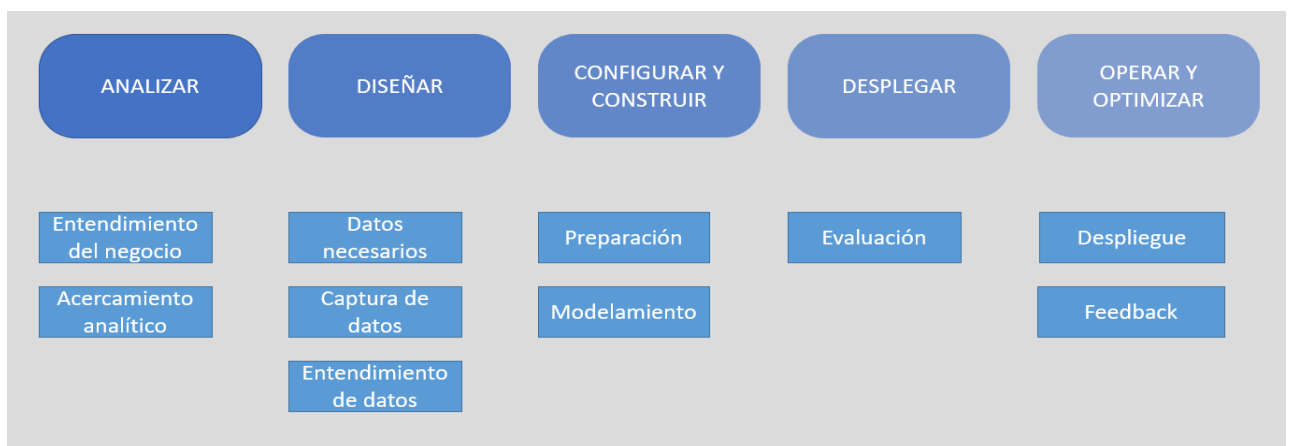 ANALIZAR
DISEÑAR
CONFIGURAR Y
CONSTRUIR
DESPLEGAR
OPERAR Y
OPTIMIZAR
Entendimiento
del negocio
Datos
necesarios
Preparación
Evaluación
Despliegue
Acercamiento
analítico
Captura de
datos
Modelamiento
Feedback
Entendimiento
de datos